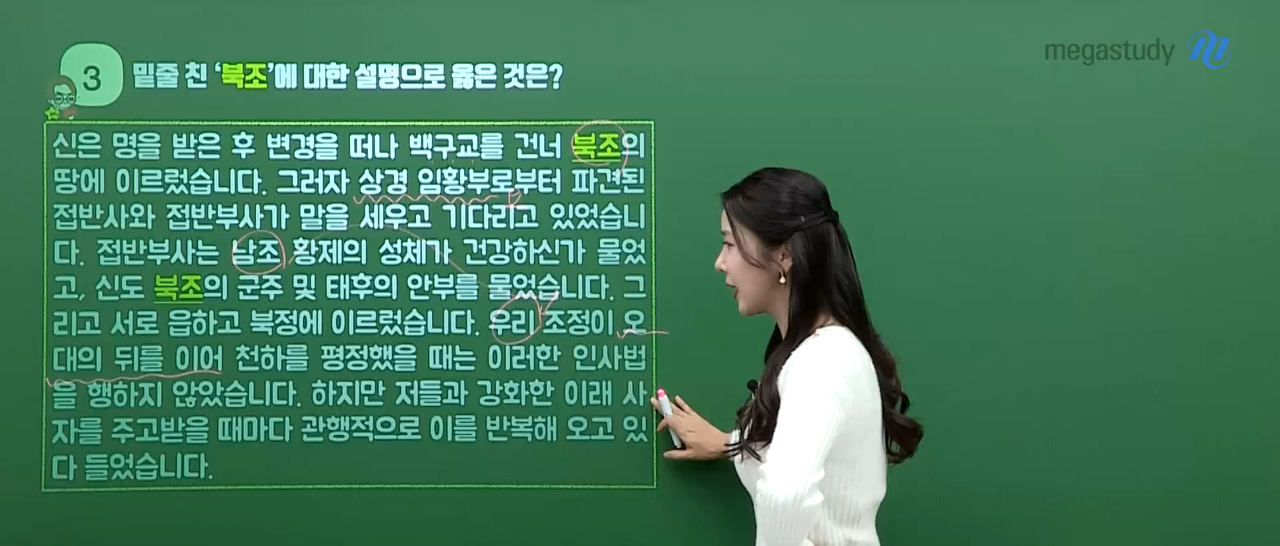 megastudy
3 밑줄 친 ‘북조’에 대한 설명으로 옳은 것은?
신은 명을 받은 후 변경을 떠나 백구교를 건너 북조의
땅에 이르렀습니다. 그러자 상경 임황부로부터 파견된
접반사와 접반부사가 말을 세우고 기다리고 있었습니
다. 접반부사는 남조 황제의 성체가 건강하신가 물었
고, 신도 북조의 군주 및 태후의 안부를 물었습니다. 그
리고 서로 읍하고 북정에 이르렀습니다. 우리 조정이 오
대의 뒤를 이어 천하를 평정했을 때는 이러한 인사법
을 행하지 않았습니다. 하지만 저들과 강화한 이래 사
자를 주고받을 때마다 관행적으로 이를 반복해 오고 있
다 들었습니다.